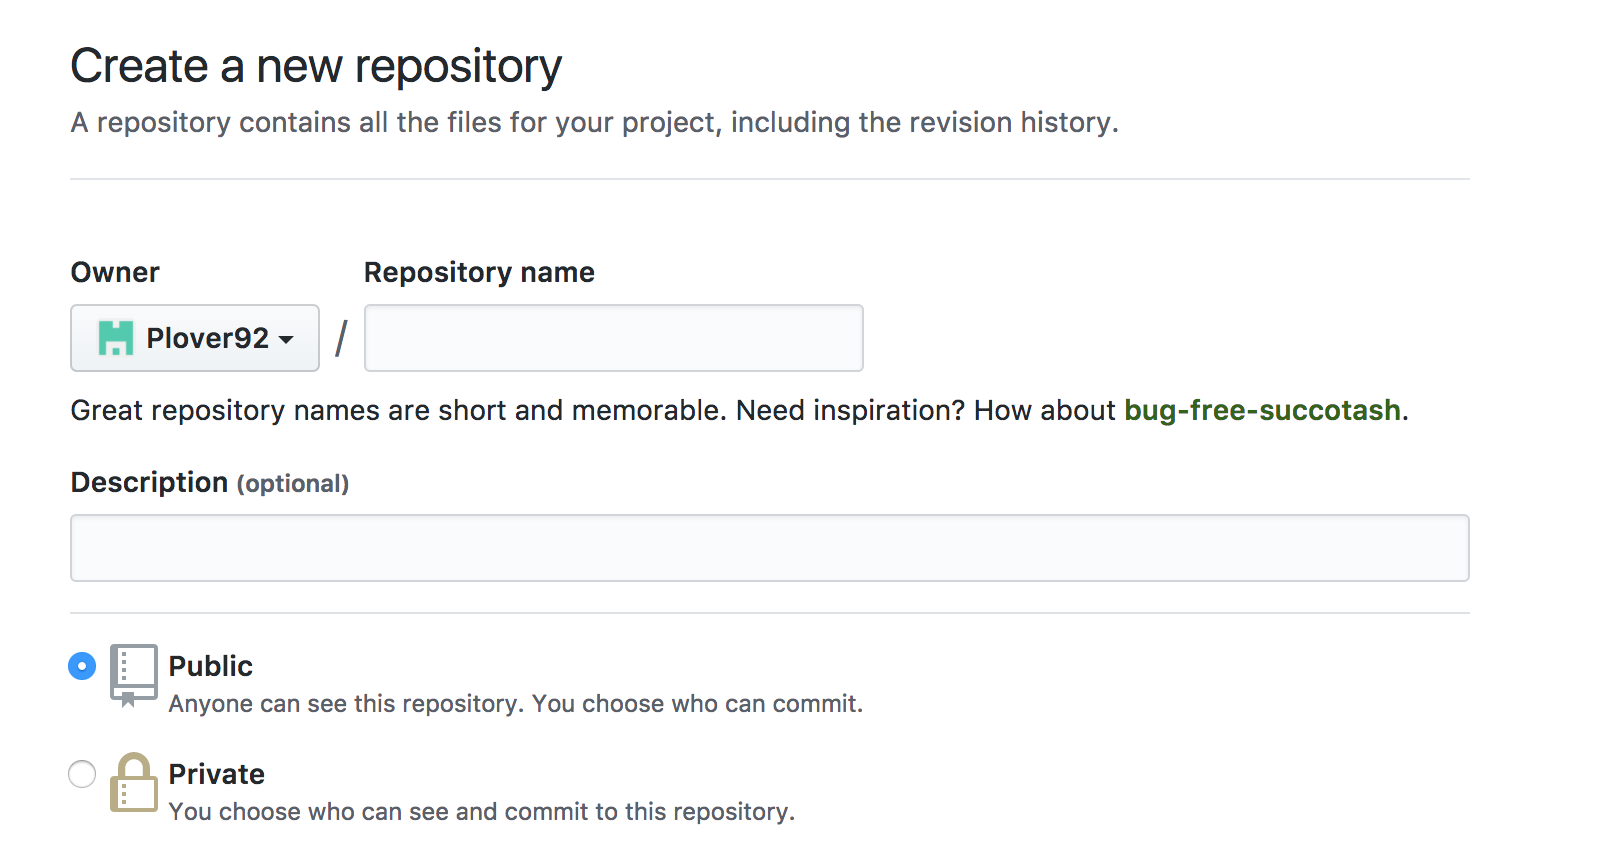 Create a new repository
A repository contains all the files for your project, including the revision history.
Owner Repository name
Plover92 /
Great repository names are short and memorable. Need inspiration? How about bug-free-succotash.
Description (optional)
Public
Anyone can see this repository. You choose who can commit.
Private
You choose who can see and commit to this repository.